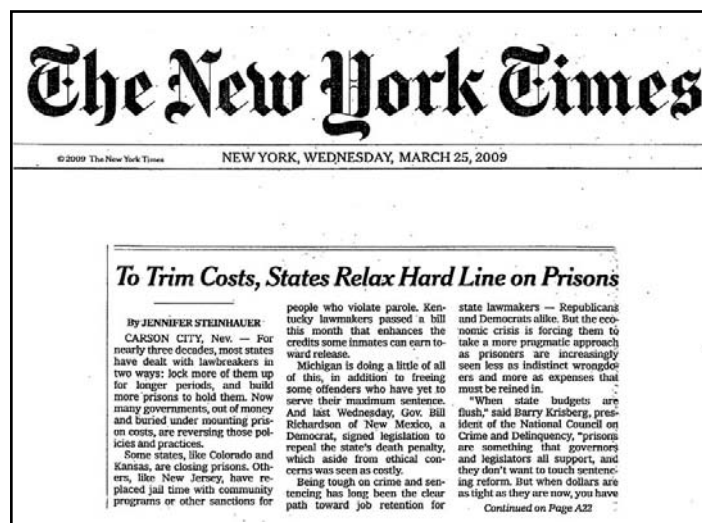 The New York Times
© 2009 The New York Times
NEW YORK, WEDNESDAY, MARCH 25, 2009
To Trim Costs, States Relax Hard Line on Prisons
By JENNIFER STEINHAUER
CARSON CITY, Nev. — For
nearly three decades, most states
have dealt with lawbreakers in
two ways: lock more of them up
for longer periods, and build
more prisons to hold them. Now
many governments, out of money
and buried under mounting pris-
on costs, are reversing those pol-
icies and practices.
Some states, like Colorado and
Kansas, are closing prisons. Oth-
ers, like New Jersey, have re-
placed jail time with community
programs or other sanctions for
people who violate parole. Ken-
tucky lawmakers passed a bill
this month that enhances the
credits some inmates can earn to-
ward release.
Michigan is doing a little of all
of this, in addition to freeing
some offenders who have yet to
serve their maximum sentence.
And last Wednesday, Gov. Bill
Richardson of New Mexico, a
Democrat, signed legislation to
repeal the state's death penalty,
which aside from ethical con-
cerns was seen as costly.
Being tough on crime and sen-
tencing has long been the clear
path toward job retention for
state lawmakers — Republicans
and Democrats alike. But the eco-
nomic crisis is forcing them to
take a more pragmatic approach
as prisoners are increasingly
seen less as indistinct wrongdo-
ers and more as expenses that
must be reined in.
"When state budgets are
flush," said Barry Krisberg, pres-
ident of the National Council on
Crime and Delinquency, "prisons
are something that governors
and legislators all support, and
they don't want to touch sentenc-
ing reform. But when dollars are
as tight as they are now, you have
Continued on Page A22